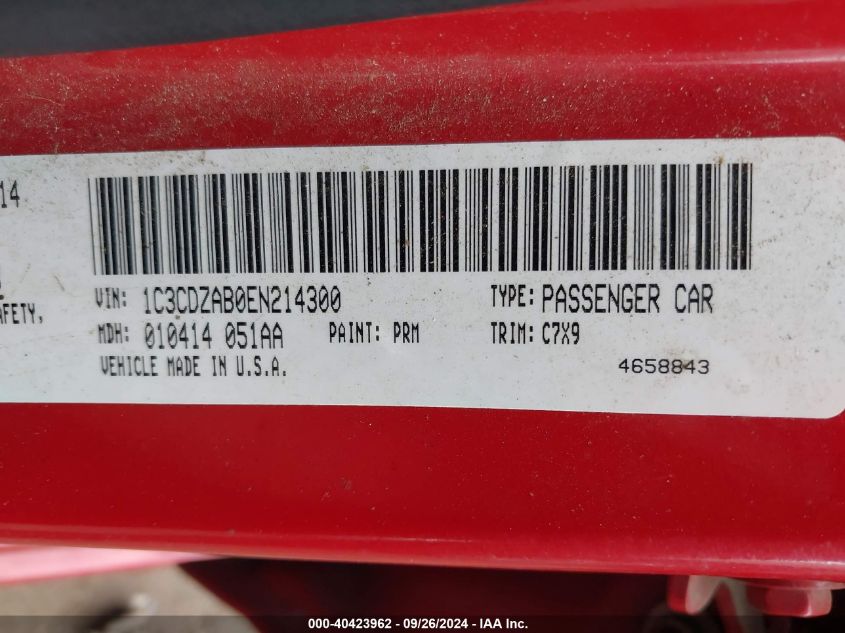 14
AFETY,
VIN: 1C3CDZAB0EN214300 TYPE: PASSENGER CAR
MDH: 010414 051AA PAINT: PRM TRIM: C7X9
VEHICLE MADE IN U.S.A. 4658843
000-40423962 - 09/26/2024 - IAA Inc.